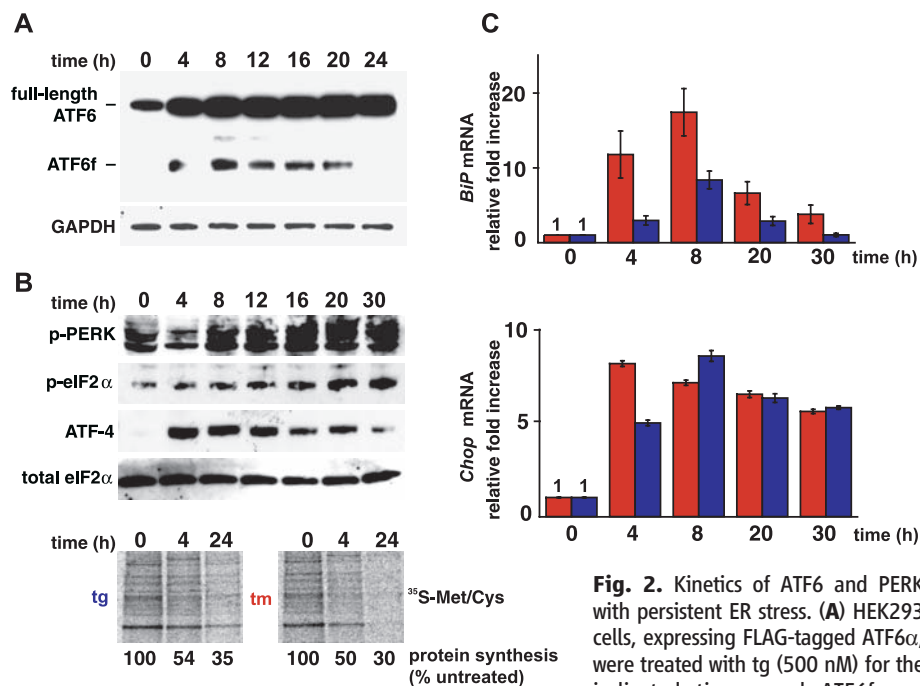 A
time (h) 0 4 8 12 16 20 24
full-length ATF6 –
ATF6f –
GAPDH
B
time (h) 0 4 8 12 16 20 30
p-PERK
p-eIF2α
ATF-4
total eIF2α
time (h) 0 4 24 0 4 24
tg tm ³⁵S-Met/Cys
100 54 35 100 50 30 protein synthesis
(% untreated)
C
BiP mRNA
relative fold increase
20
10
0
1 1
0 4 8 20 30 time (h)
Chop mRNA
relative fold increase
10
5
0
1 1
0 4 8 20 30 time (h)
Fig. 2. Kinetics of ATF6 and PERK
with persistent ER stress. (A) HEK293
cells, expressing FLAG-tagged ATF6α,
were treated with tg (500 nM) for the